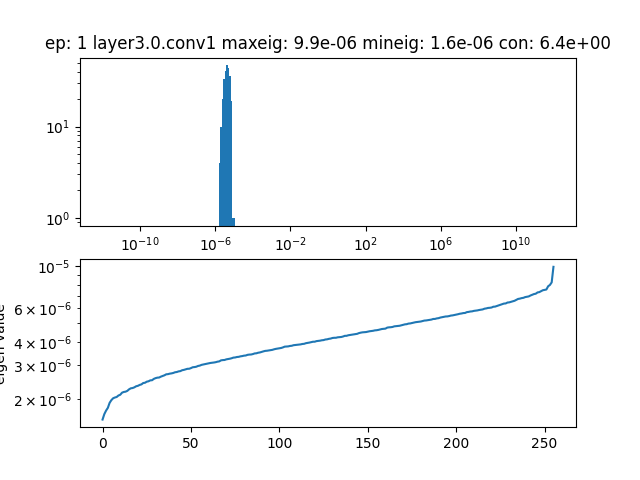 ep: 1 layer3.0.conv1 maxeig: 9.9e-06 mineig: 1.6e-06 con: 6.4e+00
10¹
10⁰
10⁻¹⁰ 10⁻⁶ 10⁻² 10² 10⁶ 10¹⁰
10⁻⁵
6 × 10⁻⁶
4 × 10⁻⁶
3 × 10⁻⁶
2 × 10⁻⁶
eigen value
0 50 100 150 200 250